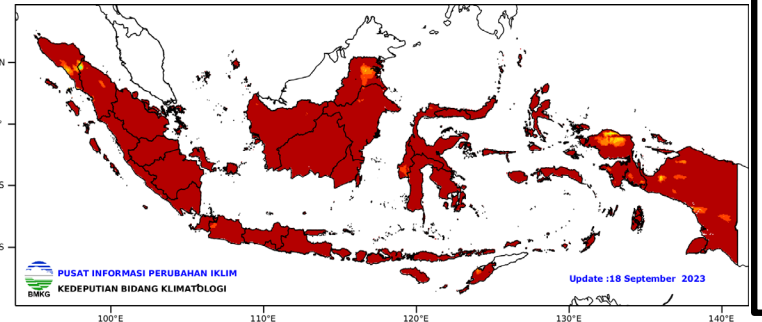 N
S
S
PUSAT INFORMASI PERUBAHAN IKLIM
KEDEPUTIAN BIDANG KLIMATOLOGI
BMKG
Update :18 September 2023
100°E
110°E
120°E
130°E
140°E